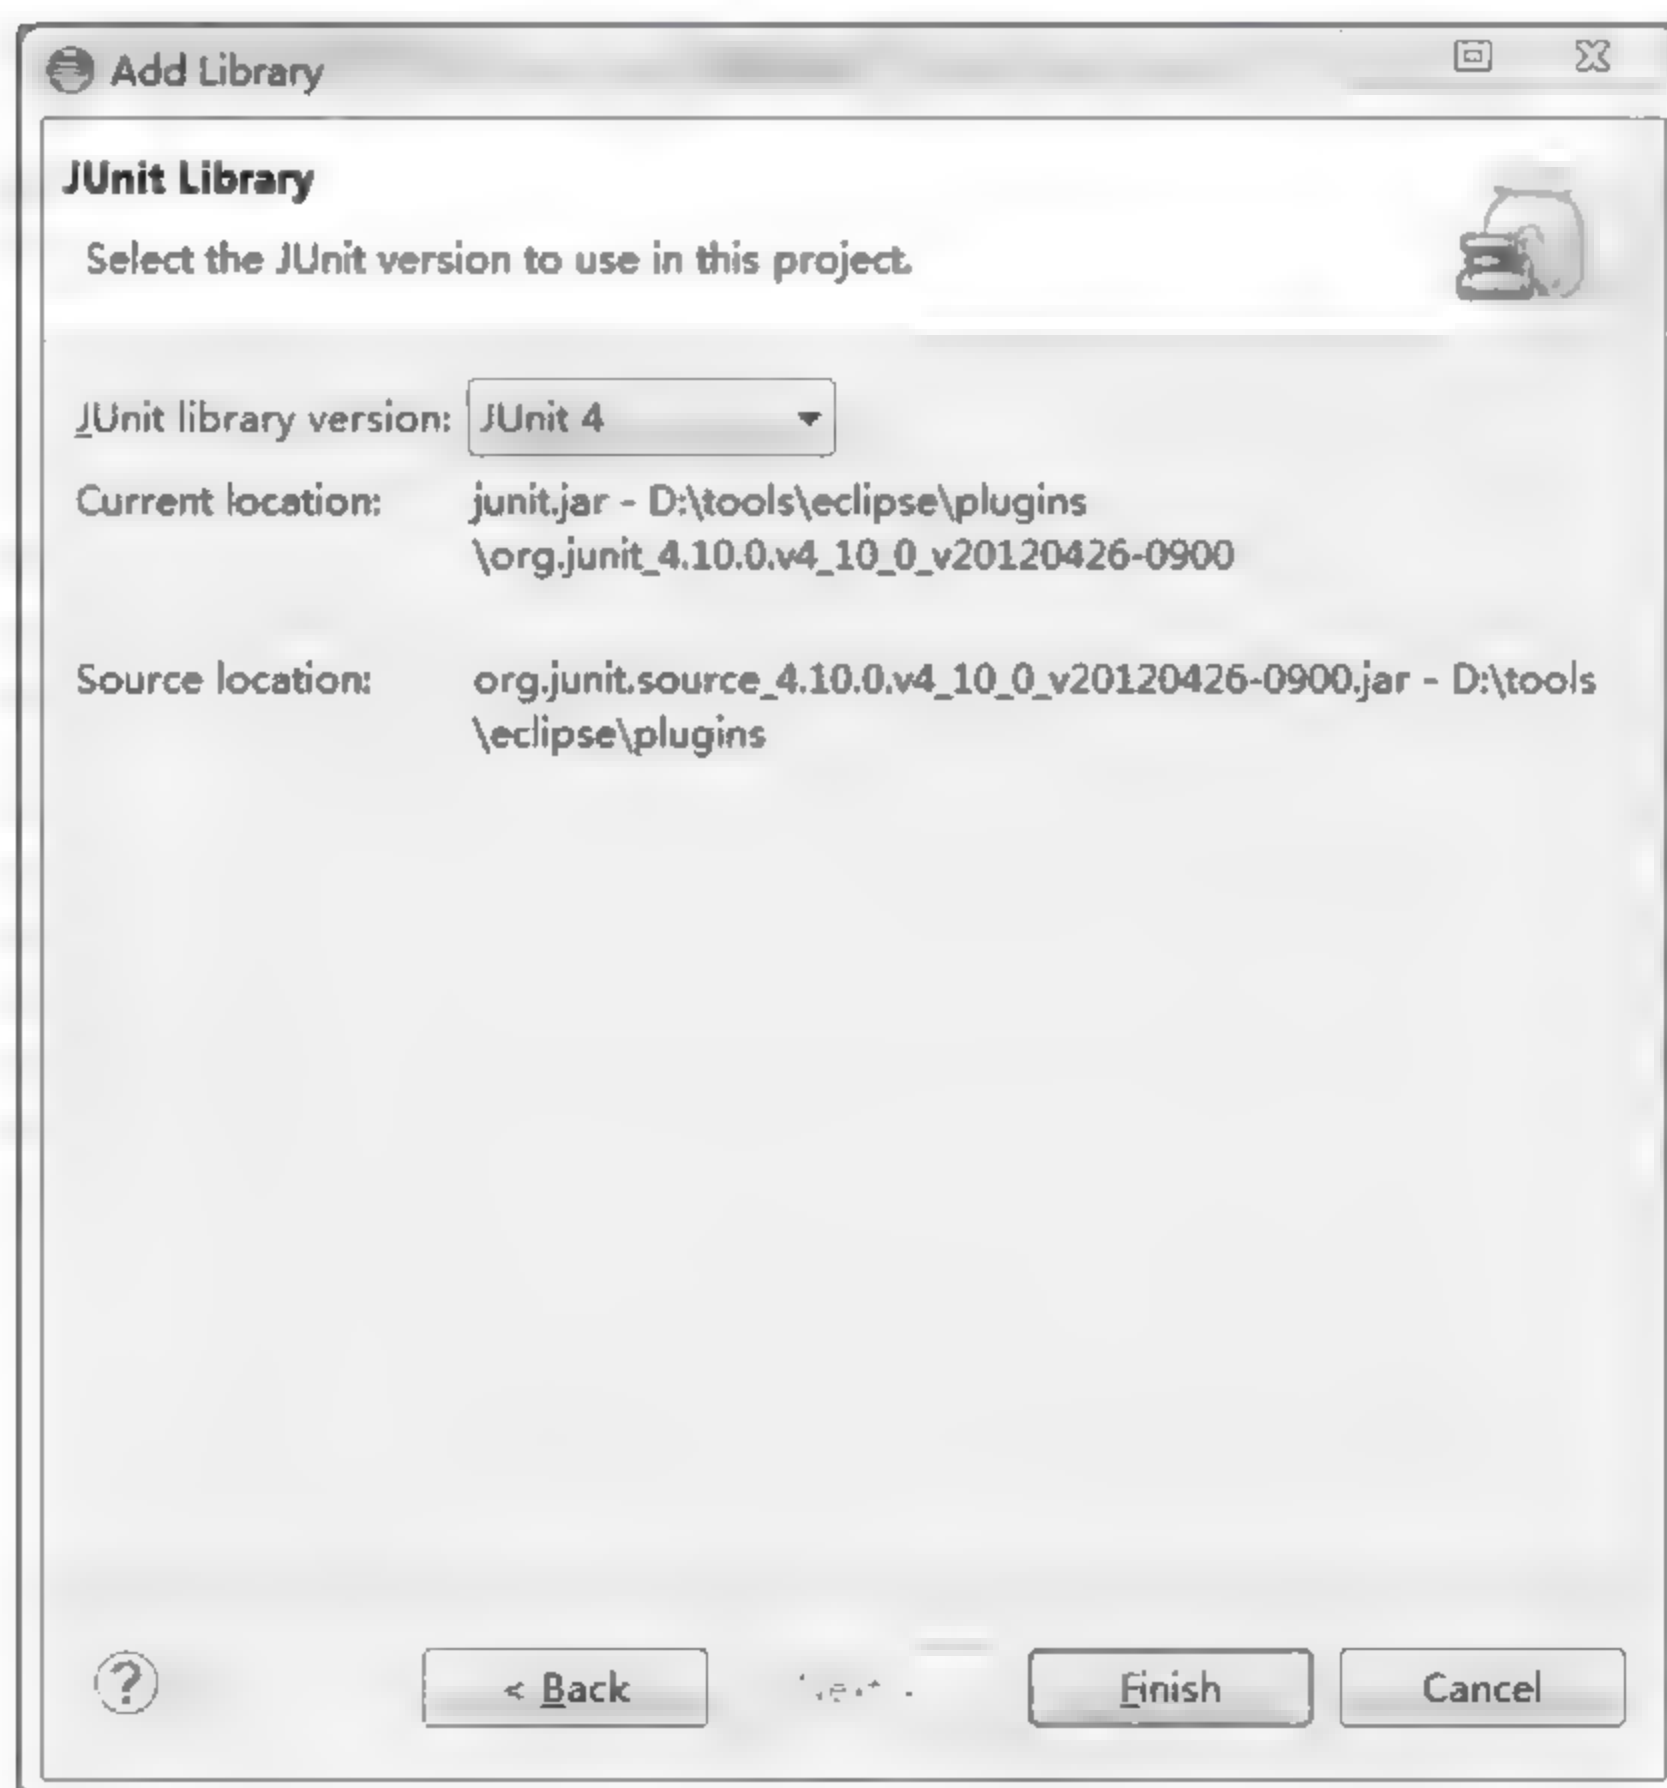 Add Library
JUnit Library
Select the JUnit version to use in this project.
JUnit library version: JUnit 4
Current location: junit.jar - D:\tools\eclipse\plugins
\org.junit_4.10.0.v4_10_0_v20120426-0900
Source location: org.junit.source_4.10.0.v4_10_0_v20120426-0900.jar - D:\tools
\eclipse\plugins
? < Back Finish Cancel